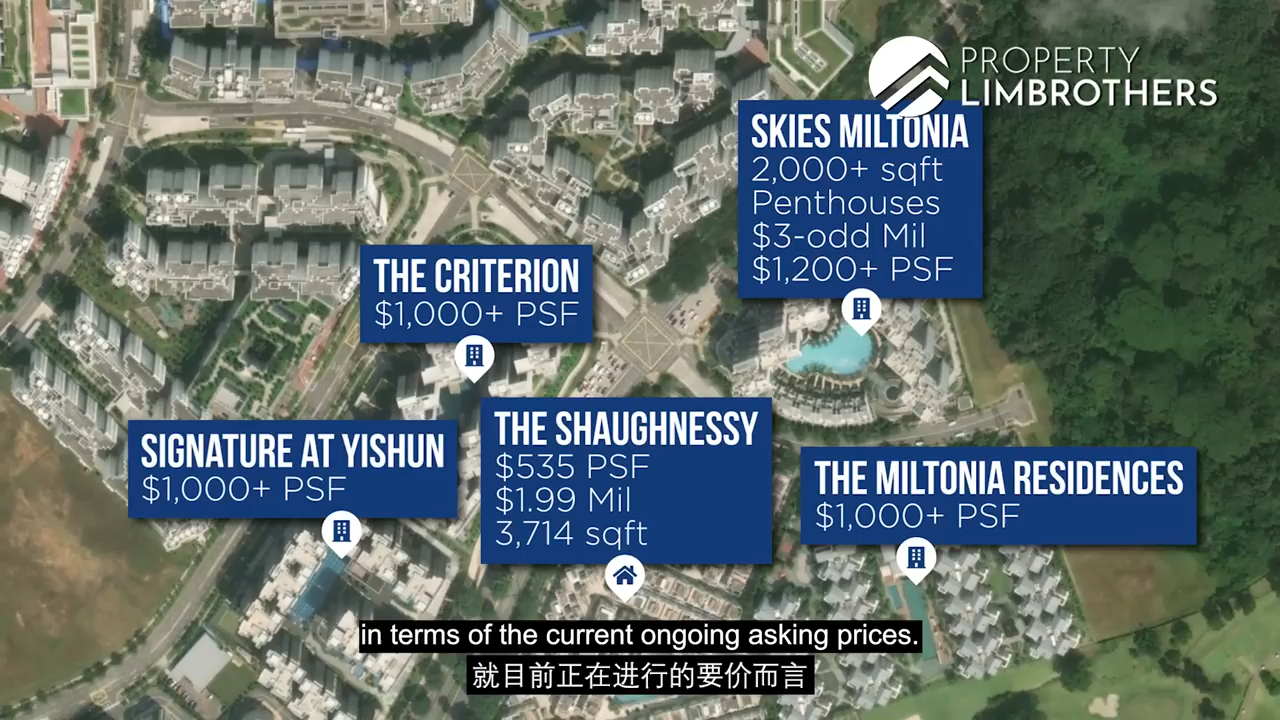 PROPERTY
LIMBROTHERS
SKIES MILTONIA
2,000+ sqft
Penthouses
$3-odd Mil
$1,200+ PSF
THE CRITERION
$1,000+ PSF
SIGNATURE AT YISHUN
$1,000+ PSF
THE SHAUGHNESSY
$535 PSF
$1.99 Mil
3,714 sqft
THE MILTONIA RESIDENCES
$1,000+ PSF
in terms of the current ongoing asking prices.
就目前正在进行的要价而言